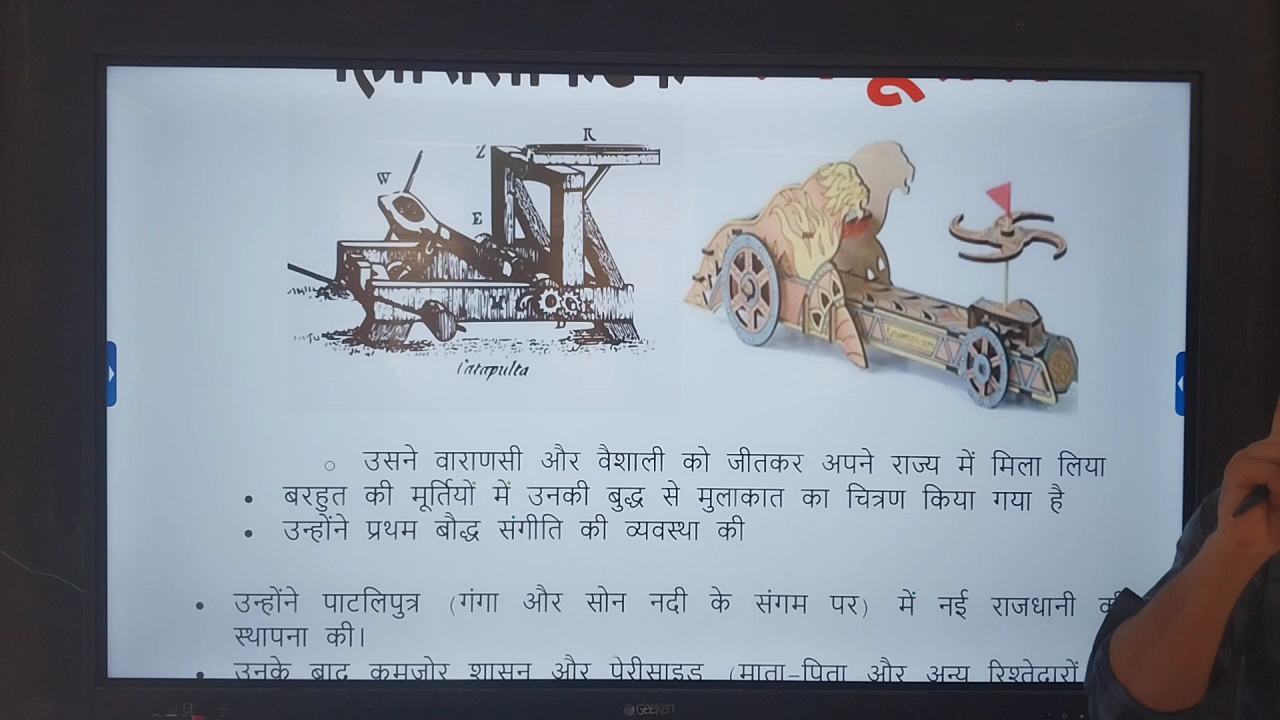 R
Z
W
E
M
D
Catapulta
उसने वाराणसी और वैशाली को जीतकर अपने राज्य में मिला लिया
बरहुत की मूर्तियों में उनकी बुद्ध से मुलाकात का चित्रण किया गया है
उन्होंने प्रथम बौद्ध संगीति की व्यवस्था की
उन्होंने पाटलिपुत्र (गंगा और सोन नदी के संगम पर) में नई राजधानी की
स्थापना की।
उनके बाद कमजोर शासन और पेरीसाइड (माता-पिता और अन्य रिश्तेदारों
GeeKen